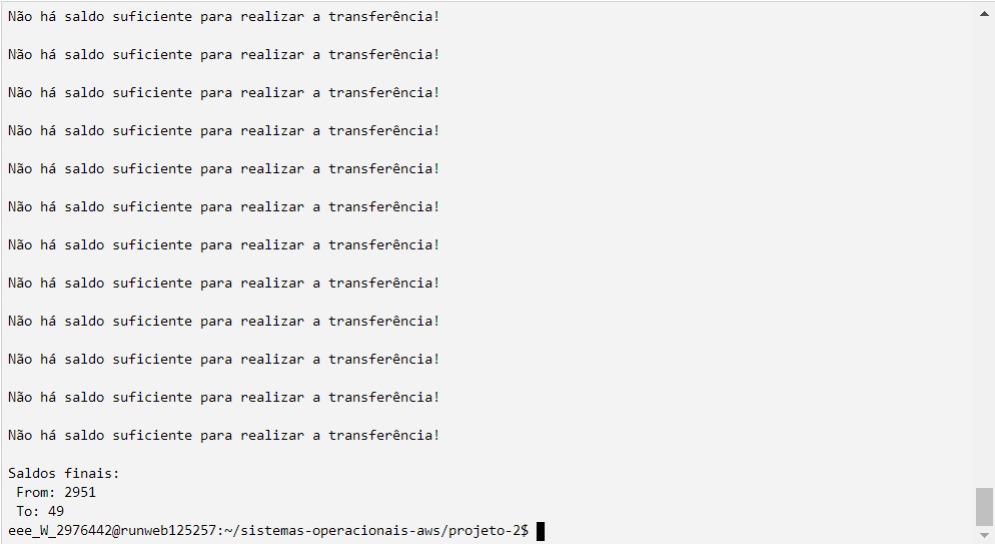 Não há saldo suficiente para realizar a transferência!
Não há saldo suficiente para realizar a transferência!
Não há saldo suficiente para realizar a transferência!
Não há saldo suficiente para realizar a transferência!
Não há saldo suficiente para realizar a transferência!
Não há saldo suficiente para realizar a transferência!
Não há saldo suficiente para realizar a transferência!
Não há saldo suficiente para realizar a transferência!
Não há saldo suficiente para realizar a transferência!
Não há saldo suficiente para realizar a transferência!
Não há saldo suficiente para realizar a transferência!
Não há saldo suficiente para realizar a transferência!
Saldos finais:
From: 2951
To: 49
eee_W_2976442@runweb125257:~/sistemas-operacionais-aws/projeto-2$